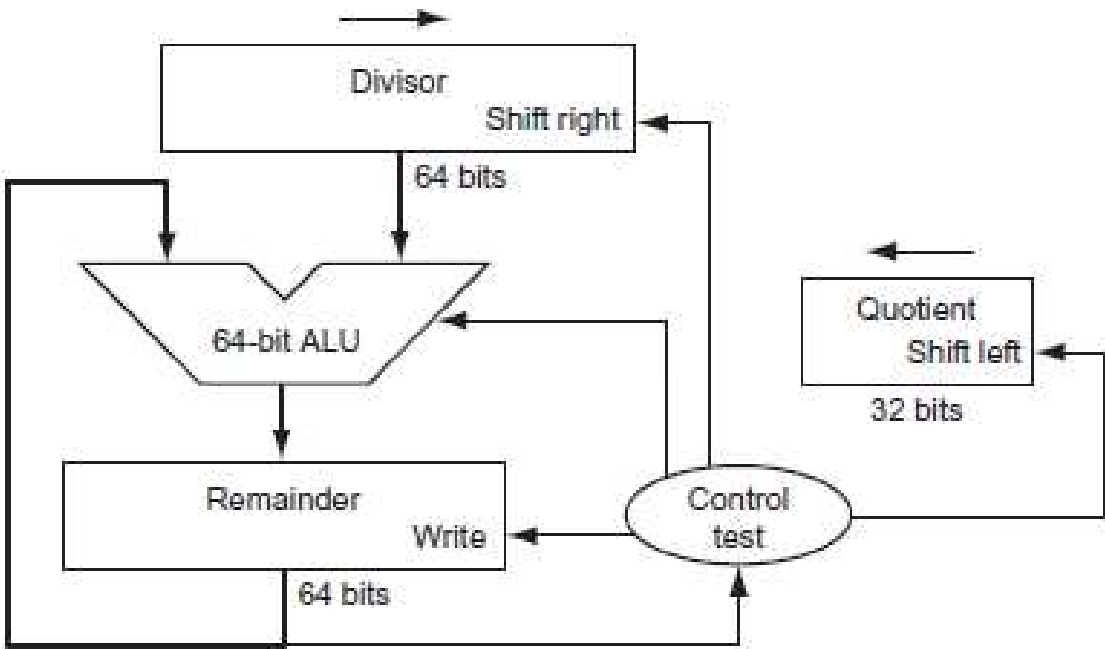 Divisor
Shift right
64 bits
64-bit ALU
Quotient
Shift left
32 bits
Remainder
Write
Control
test
64 bits